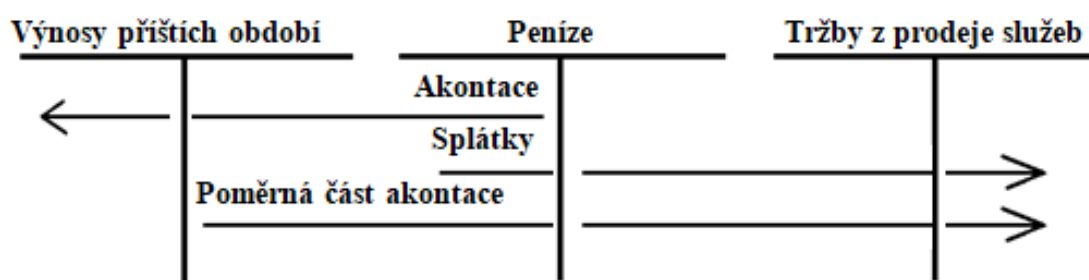 Výnosy příštích období
Peníze
Tržby z prodeje služeb
Akontace
Splátky
Poměrná část akontace